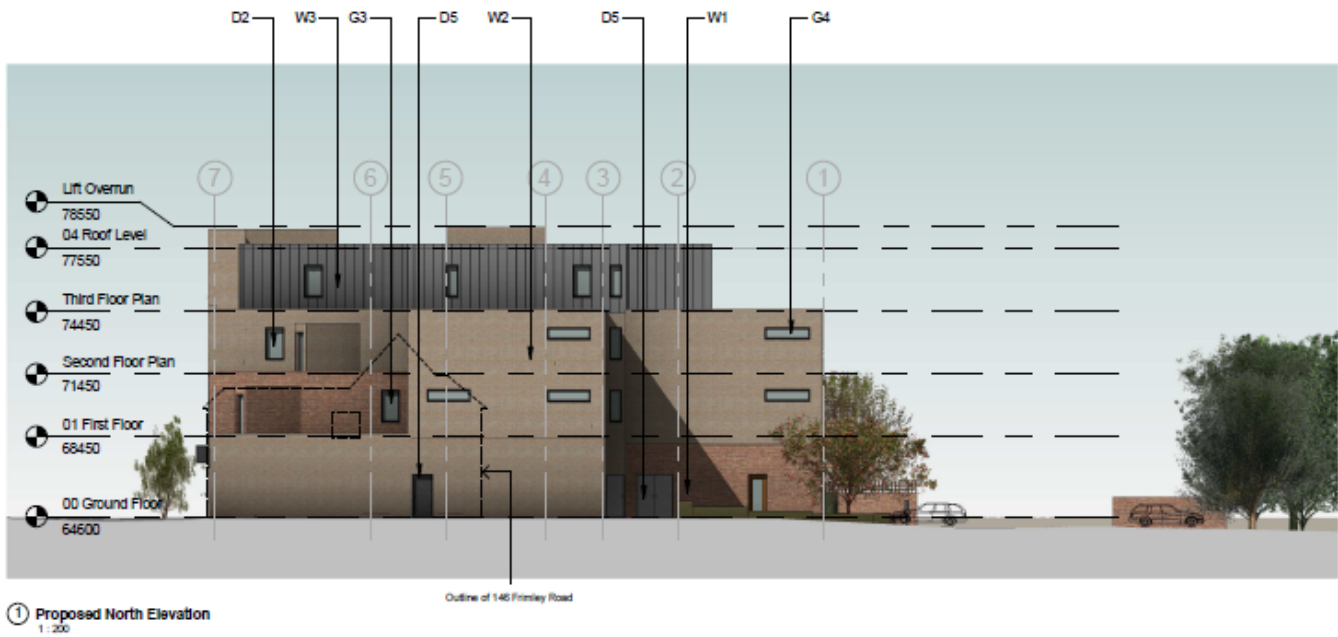 D2 W3 G3 D5 W2 D5 W1 G4
7 6 5 4 3 2 1
Lift Overrun
78550
04 Roof Level
77550
Third Floor Plan
74450
Second Floor Plan
71450
01 First Floor
68450
00 Ground Floor
64600
Outline of 146 Frimley Road
1 Proposed North Elevation
1 : 200